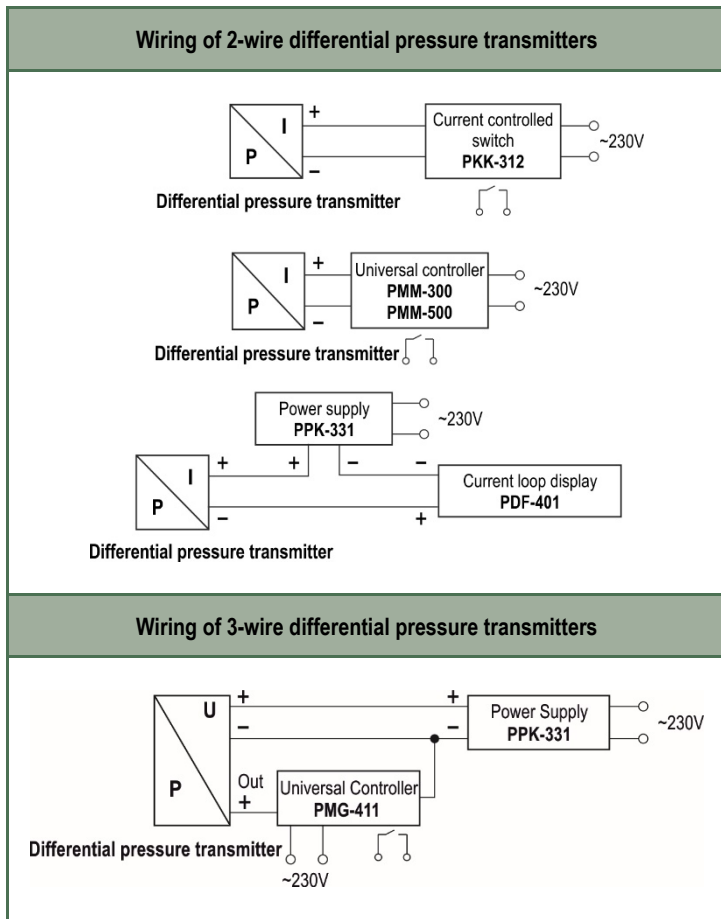 Wiring of 2-wire differential pressure transmitters
+
I
P
−
Current controlled
switch
PKK-312
~230V
Differential pressure transmitter
+
I
P
−
Universal controller
PMM-300
PMM-500
~230V
Differential pressure transmitter
Power supply
PPK-331
~230V
+ + − −
I
P
− +
Current loop display
PDF-401
Differential pressure transmitter
Wiring of 3-wire differential pressure transmitters
U + +
− −
Power Supply
PPK-331
~230V
P
Out
+
Universal Controller
PMG-411
Differential pressure transmitter
~230V